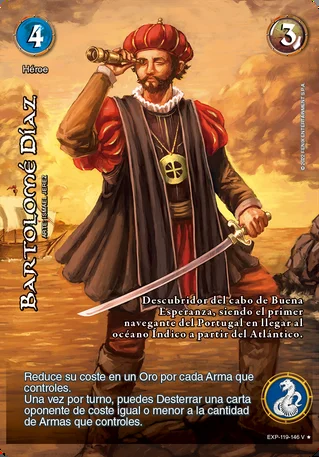 4
3
Héroe
Bartolomé Díaz
ARTE: ISMAEL JEREZ
Descubridor del cabo de Buena
Esperanza, siendo el primer
navegante del Portugal en llegar al
océano Índico a partir del Atlántico.
Reduce su coste en un Oro por cada Arma que
controles.
Una vez por turno, puedes Desterrar una carta
oponente de coste igual o menor a la cantidad
de Armas que controles.
EXP-119-146 V ★